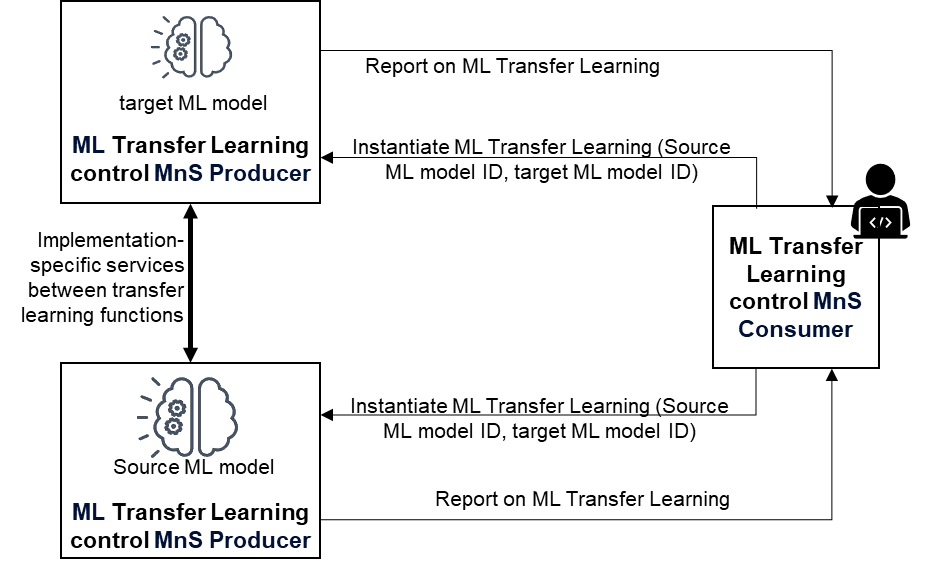 target ML model
ML Transfer Learning
control MnS Producer
Report on ML Transfer Learning
Instantiate ML Transfer Learning (Source
ML model ID, target ML model ID)
Implementation-
specific services
between transfer
learning functions
ML Transfer
Learning
control MnS
Consumer
Source ML model
ML Transfer Learning
control MnS Producer
Instantiate ML Transfer Learning (Source
ML model ID, target ML model ID)
Report on ML Transfer Learning